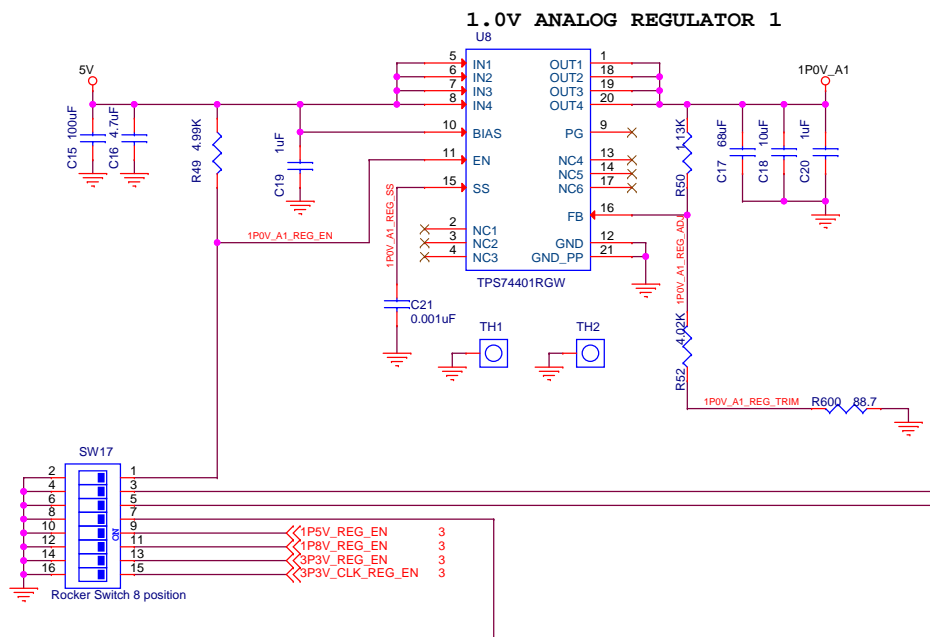 1.0V ANALOG REGULATOR 1
U8
5V
1P0V_A1
5 IN1
6 IN2
7 IN3
8 IN4
10 BIAS
11 EN
15 SS
2 NC1
3 NC2
4 NC3
OUT1 1
OUT2 18
OUT3 19
OUT4 20
PG 9
NC4 13
NC5 14
NC6 17
FB 16
GND 12
GND_PP 21
TPS74401RGW
C15 100uF
C16 4.7uF
R49 4.99K
C19 1uF
R50 1.13K
C17 68uF
C18 10uF
C20 1uF
1P0V_A1_REG_EN
1P0V_A1_REG_SS
1P0V_A1_REG_ADJ
C21
0.001uF
TH1
TH2
R52 4.02K
1P0V_A1_REG_TRIM
R600 88.7
SW17
2 1
4 3
6 5
8 7
10 9
12 11
14 13
16 15
ON
1P5V_REG_EN 3
1P8V_REG_EN 3
3P3V_REG_EN 3
3P3V_CLK_REG_EN 3
Rocker Switch 8 position